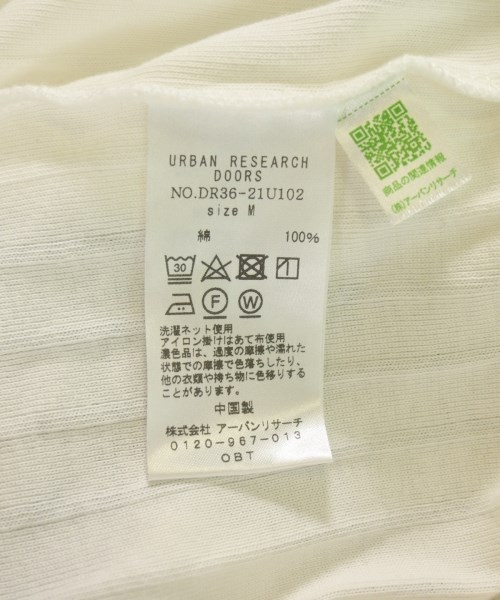 URBAN RESEARCH
DOORS
NO.DR36-21U102
size M
綿 100%
30
F W
洗濯ネット使用
アイロン掛けはあて布使用
濃色品は、過度の摩擦や濡れた
状態での摩擦で色落ちしたり、
他の衣類や持ち物に色移りする
ことがあります。
中国製
株式会社 アーバンリサーチ
0120-967-013
OBT
商品の関連情報
(株)アーバンリサーチ